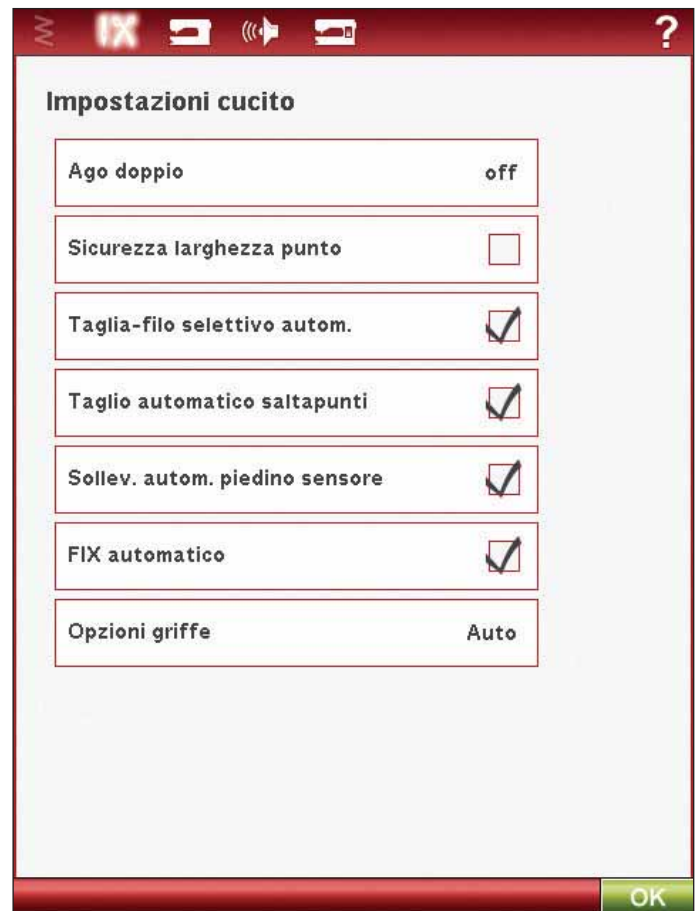 ?
Impostazioni cucito
Ago doppio off
Sicurezza larghezza punto
Taglia-filo selettivo autom.
Taglio automatico saltapunti
Sollev. autom. piedino sensore
FIX automatico
Opzioni griffe Auto
OK